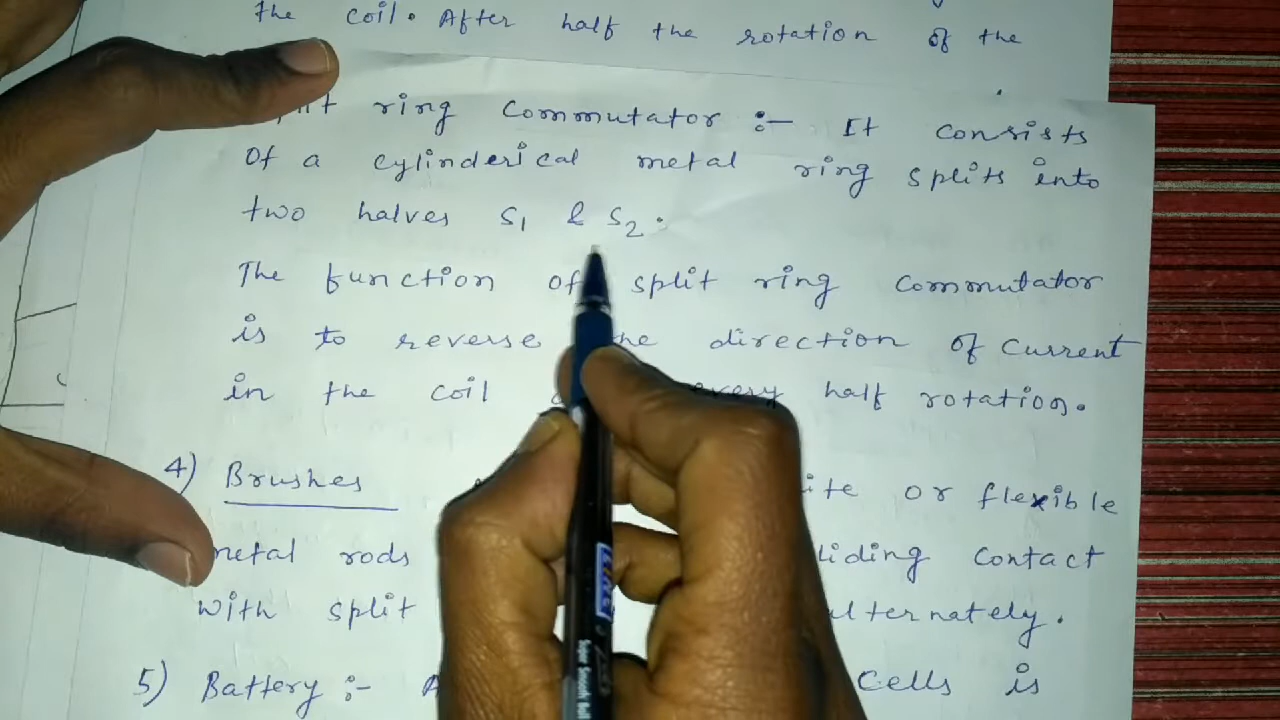 the coil. After half the rotation of the
ring Commutator :- It consists
Of a cylinderical metal ring splits into
two halves S1 & S2.
The function of split ring Commutator
is to reverse the direction of current
in the coil every half rotation.
4) Brushes or flexible
metal rods liding Contact
with split alternately.
5) Battery :- A Cells is